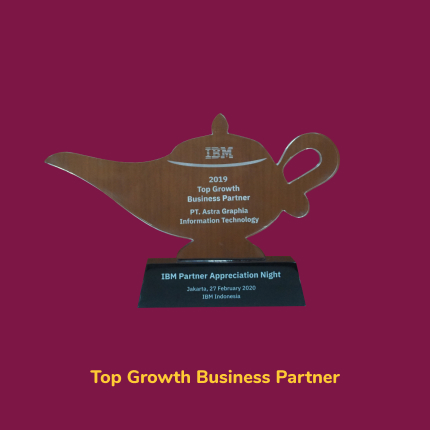 IBM
2019
Top Growth
Business Partner
PT. Astra Graphia
Information Technology
IBM Partner Appreciation Night
Jakarta, 27 February 2020
IBM Indonesia
Top Growth Business Partner